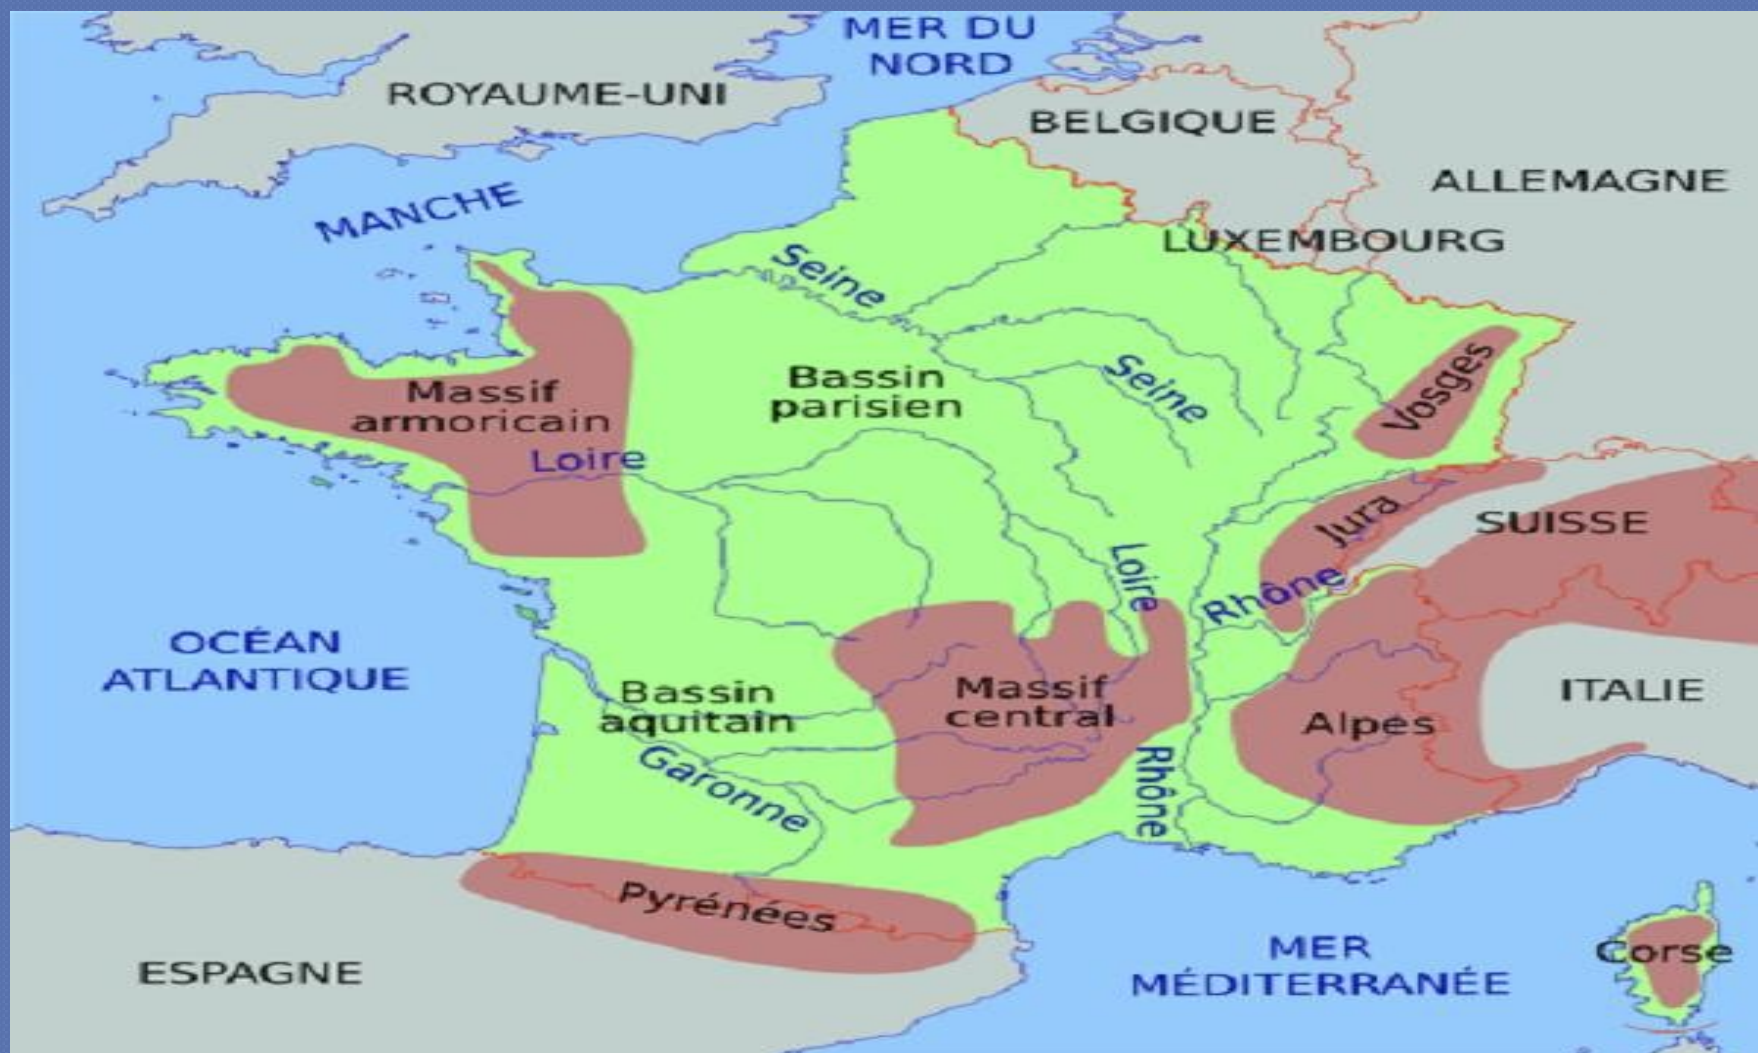 MER DU
NORD
ROYAUME-UNI
BELGIQUE
ALLEMAGNE
MANCHE
LUXEMBOURG
Seine
Bassin
parisien
Seine
Vosges
Massif
armoricain
Loire
Jura
SUISSE
Loire
Rhône
OCÉAN
ATLANTIQUE
Bassin
aquitain
Massif
central
Alpes
ITALIE
Garonne
Rhône
Pyrénées
ESPAGNE
MER
MÉDITERRANÉE
Corse